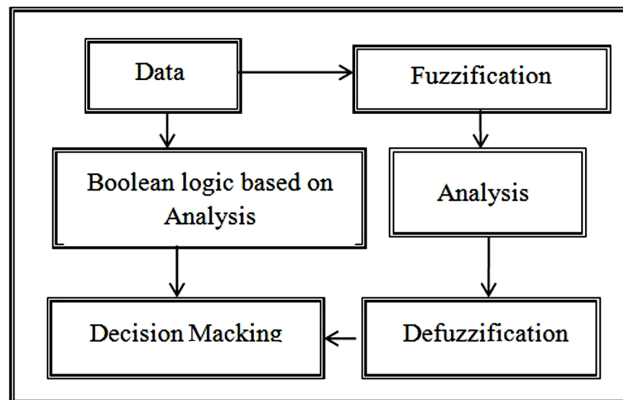 Data
Fuzzification
Boolean logic based on
Analysis
Analysis
Decision Macking
Defuzzification